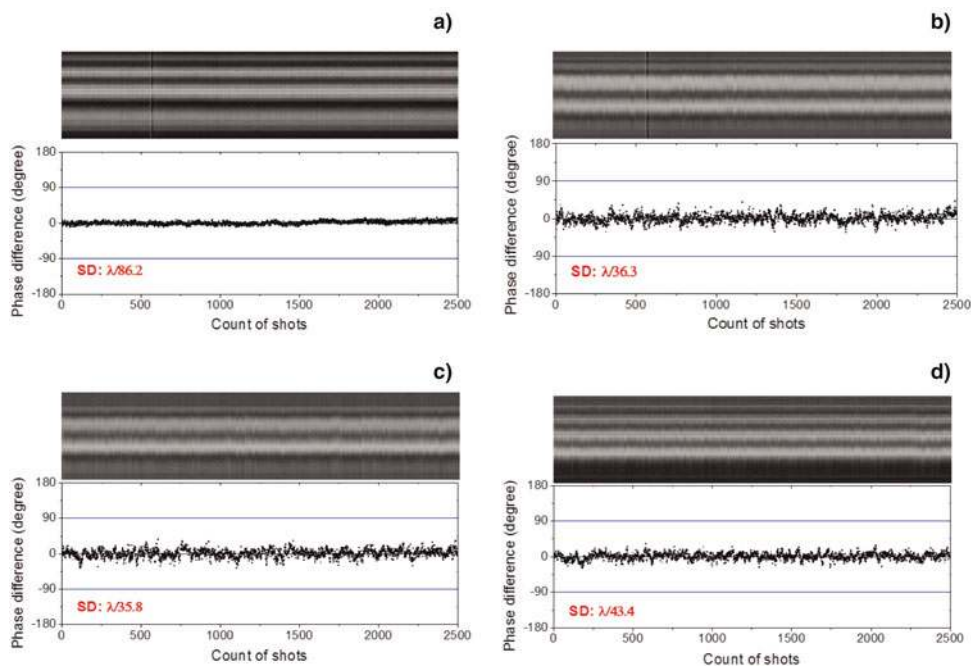 a)
Phase difference (degree)
180
90
0
-90
-180
SD: λ/86.2
0 500 1000 1500 2000 2500
Count of shots
b)
Phase difference (degree)
180
90
0
-90
-180
SD: λ/36.3
0 500 1000 1500 2000 2500
Count of shots
c)
Phase difference (degree)
180
90
0
-90
-180
SD: λ/35.8
0 500 1000 1500 2000 2500
Count of shots
d)
Phase difference (degree)
180
90
0
-90
-180
SD: λ/43.4
0 500 1000 1500 2000 2500
Count of shots